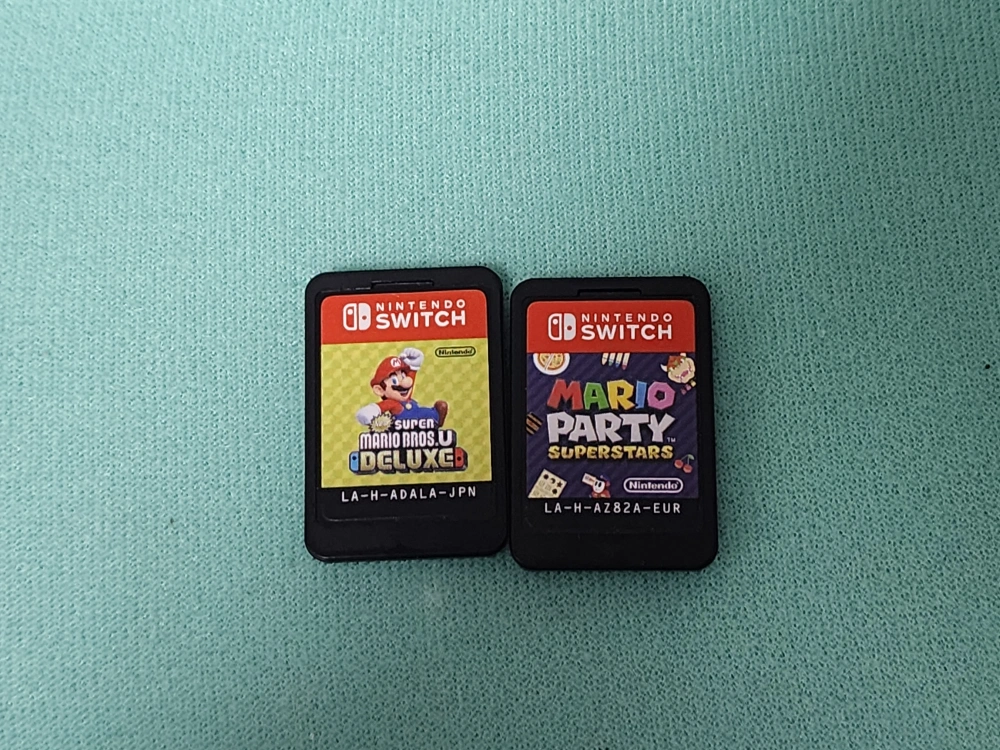 NINTENDO
SWITCH
Nintendo
NEW
SUPER
MARIO BROS.U
DELUXE
LA-H-ADALA-JPN
NINTENDO
SWITCH
MARIO
PARTY
TM
SUPERSTARS
Nintendo
LA-H-AZ82A-EUR